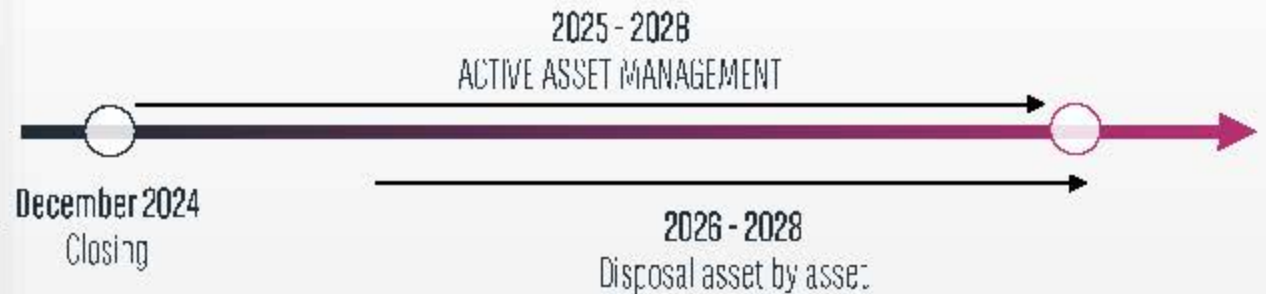 2025 - 2028
ACTIVE ASSET MANAGEMENT
December 2024
Closing
2026 - 2028
Disposal asset by asset